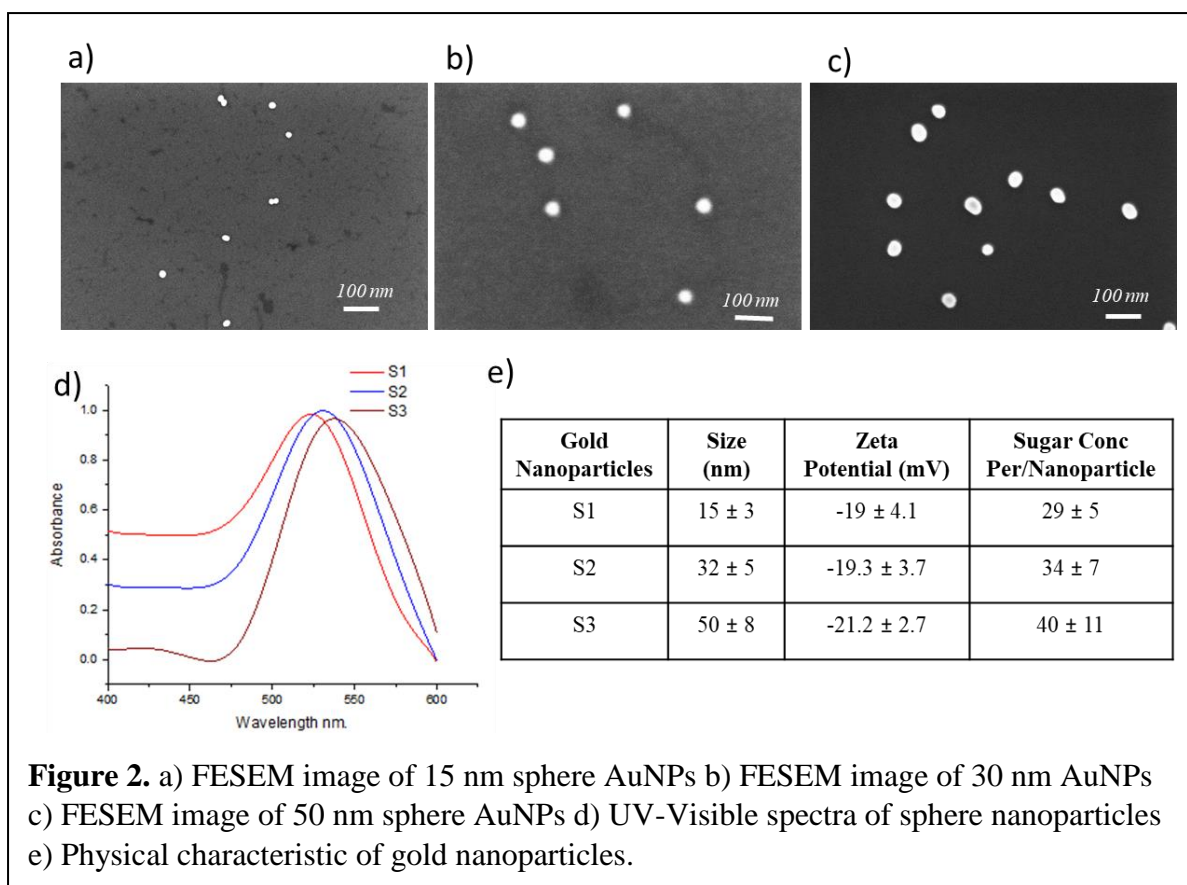 a)
b)
c)
100 nm
100 nm
100 nm
d)
S1
S2
S3
1.0
0.8
0.6
0.4
0.2
0.0
Absorbance
400
450
500
550
600
Wavelength nm.
e)
Gold Nanoparticles Size (nm) Zeta Potential (mV) Sugar Conc Per/Nanoparticle
S1 15 ± 3 -19 ± 4.1 29 ± 5
S2 32 ± 5 -19.3 ± 3.7 34 ± 7
S3 50 ± 8 -21.2 ± 2.7 40 ± 11
Figure 2. a) FESEM image of 15 nm sphere AuNPs b) FESEM image of 30 nm AuNPs
c) FESEM image of 50 nm sphere AuNPs d) UV-Visible spectra of sphere nanoparticles
e) Physical characteristic of gold nanoparticles.